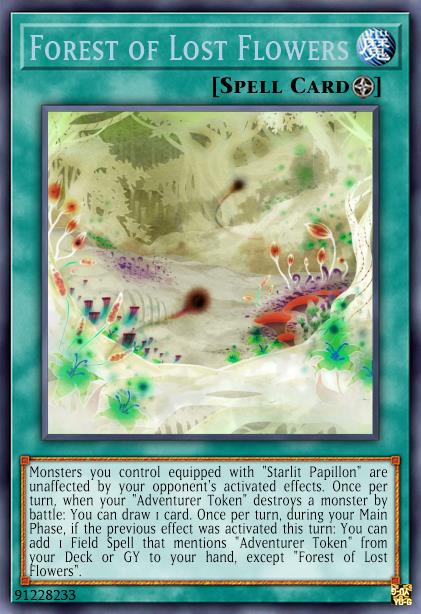 Forest of Lost Flowers
[Spell Card]
Monsters you control equipped with "Starlit Papillon" are
unaffected by your opponent's activated effects. Once per
turn, when your "Adventurer Token" destroys a monster by
battle: You can draw 1 card. Once per turn, during your Main
Phase, if the previous effect was activated this turn: You can
add 1 Field Spell that mentions "Adventurer Token" from
your Deck or GY to your hand, except "Forest of Lost
Flowers".
91228233